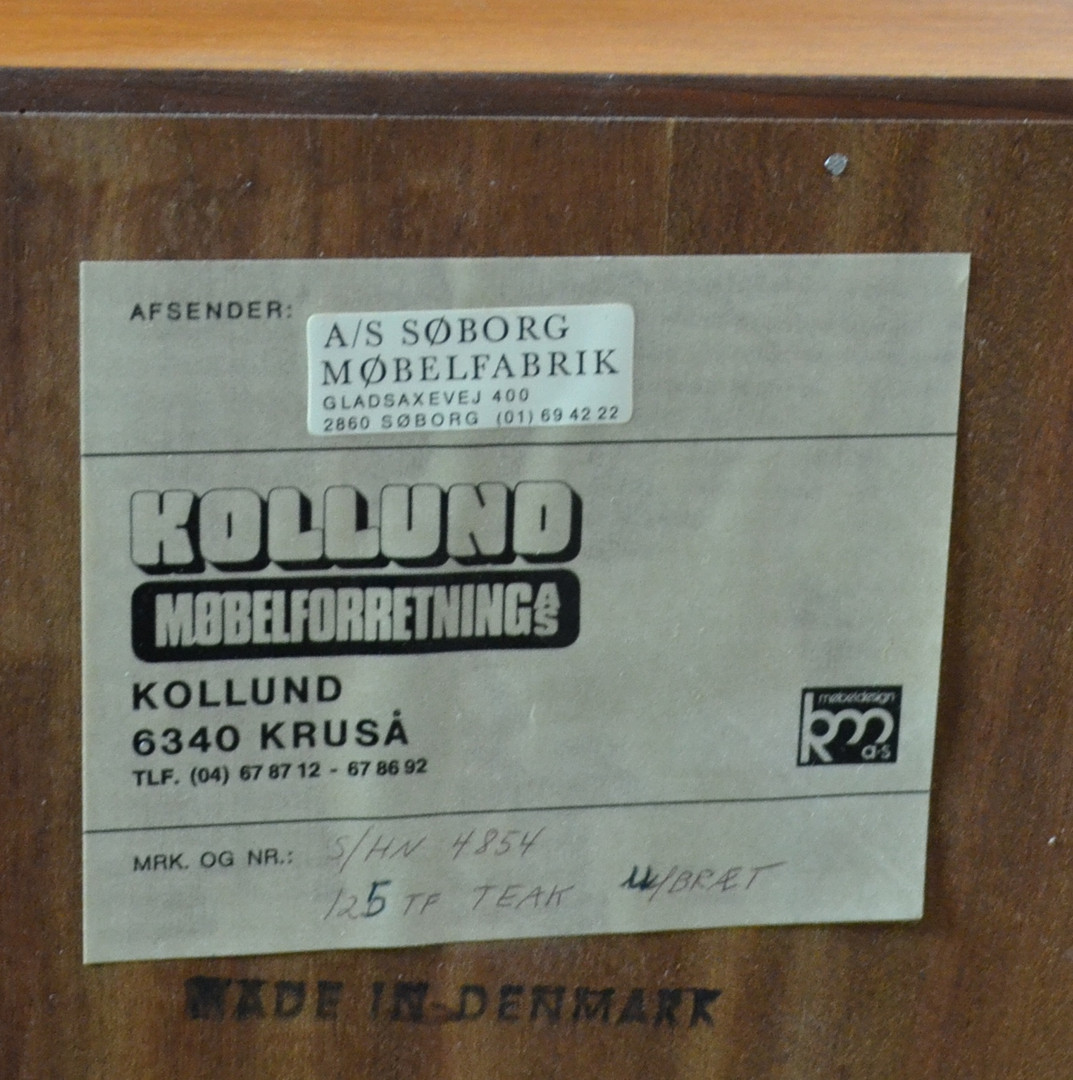 AFSENDER:
A/S SØBORG
MØBELFABRIK
GLADSAXEVEJ 400
2860 SØBORG (01) 69 42 22
KOLLUND
MØBELFORRETNING A/S
KOLLUND
6340 KRUSÅ
TLF. (04) 67 87 12 - 67 86 92
møbeldesign
km
a-s
MRK. OG NR.: S/HN 4854
125 TF TEAK U/BRÆT
MADE IN DENMARK